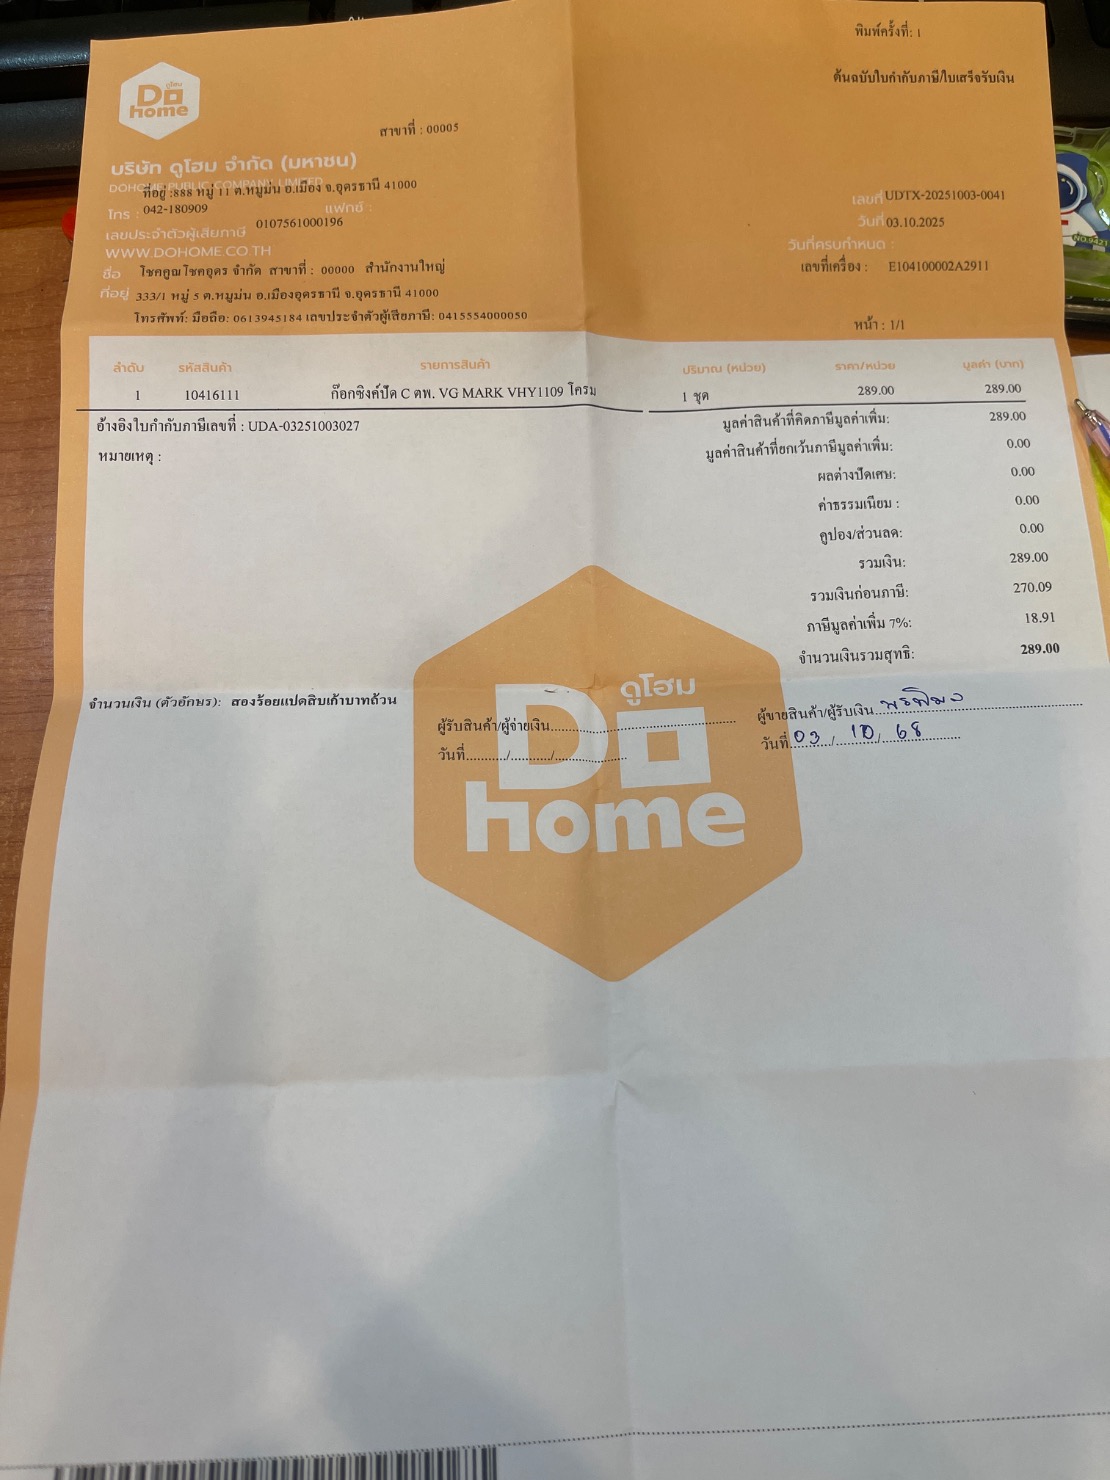 พิมพ์ครั้งที่: 1
ต้นฉบับใบกำกับภาษี/ใบเสร็จรับเงิน
ดูโฮม
Do
home
สาขาที่ : 00005
บริษัท ดูโฮม จำกัด (มหาชน)
DOHOME PUBLIC COMPANY LIMITED
ที่อยู่ :888 หมู่ 11 ต.หมูม่น อ.เมือง จ.อุดรธานี 41000
โทร : 042-180909 แฟกซ์ :
เลขประจำตัวผู้เสียภาษี 0107561000196
WWW.DOHOME.CO.TH
เลขที่ UDTX-20251003-0041
วันที่ 03.10.2025
วันที่ครบกำหนด :
เลขที่เครื่อง : E104100002A2911
ชื่อ โชคคูณโชคอุดร จำกัด สาขาที่ : 00000 สำนักงานใหญ่
ที่อยู่ 333/1 หมู่ 5 ต.หมูม่น อ.เมืองอุดรธานี จ.อุดรธานี 41000
โทรศัพท์: มือถือ: 0613945184 เลขประจำตัวผู้เสียภาษี: 0415554000050
หน้า : 1/1
ลำดับ รหัสสินค้า รายการสินค้า ปริมาณ (หน่วย) ราคา/หน่วย มูลค่า (บาท)
1 10416111 ก๊อกซิงค์ปัด C ตพ. VG MARK VHY1109 โครม 1 ชุด 289.00 289.00
อ้างอิงใบกำกับภาษีเลขที่ : UDA-03251003027
หมายเหตุ :
มูลค่าสินค้าที่คิดภาษีมูลค่าเพิ่ม: 289.00
มูลค่าสินค้าที่ยกเว้นภาษีมูลค่าเพิ่ม: 0.00
ผลต่างปัดเศษ: 0.00
ค่าธรรมเนียม : 0.00
คูปอง/ส่วนลด: 0.00
รวมเงิน: 289.00
รวมเงินก่อนภาษี: 270.09
ภาษีมูลค่าเพิ่ม 7%: 18.91
จำนวนเงินรวมสุทธิ: 289.00
จำนวนเงิน (ตัวอักษร): สองร้อยแปดสิบเก้าบาทถ้วน
ผู้รับสินค้า/ผู้จ่ายเงิน
วันที่/............/
ผู้ขายสินค้า/ผู้รับเงิน
วันที่ 03 / 10 / 68
ดูโฮม
Do
home